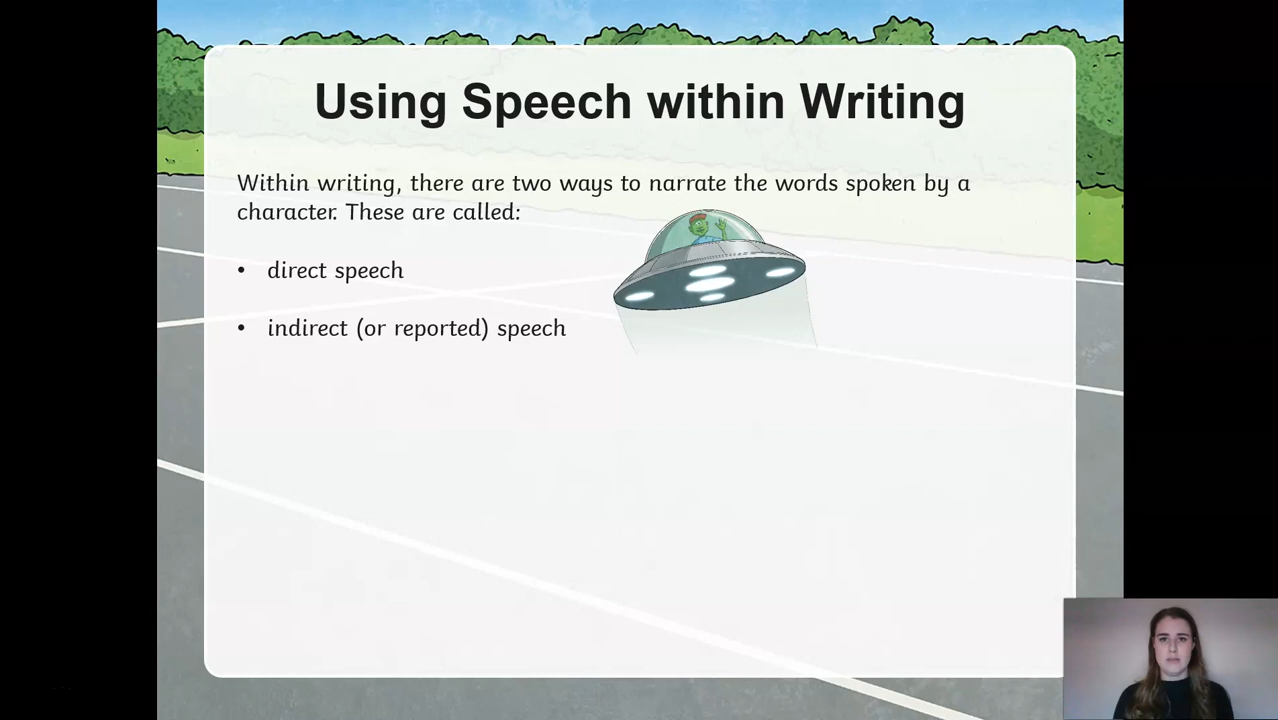 Using Speech within Writing
Within writing, there are two ways to narrate the words spoken by a
character. These are called:
• direct speech
• indirect (or reported) speech